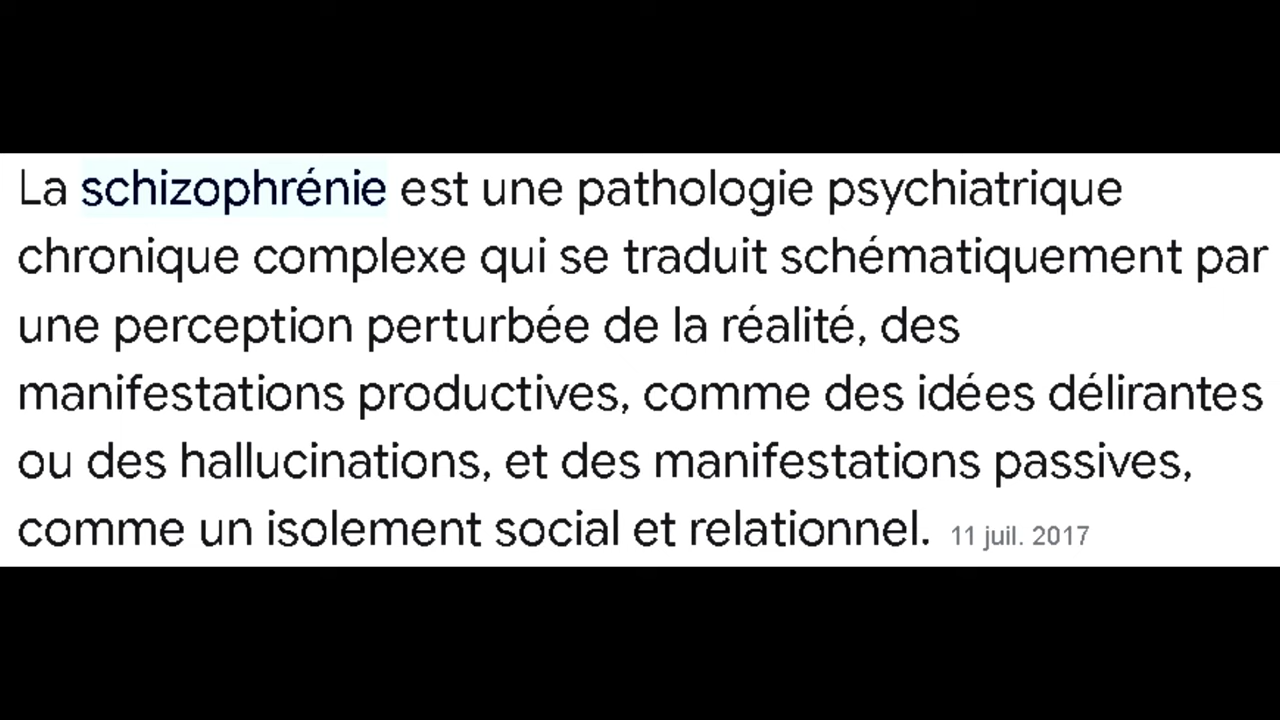 La schizophrénie est une pathologie psychiatrique
chronique complexe qui se traduit schématiquement par
une perception perturbée de la réalité, des
manifestations productives, comme des idées délirantes
ou des hallucinations, et des manifestations passives,
comme un isolement social et relationnel. 11 juil. 2017